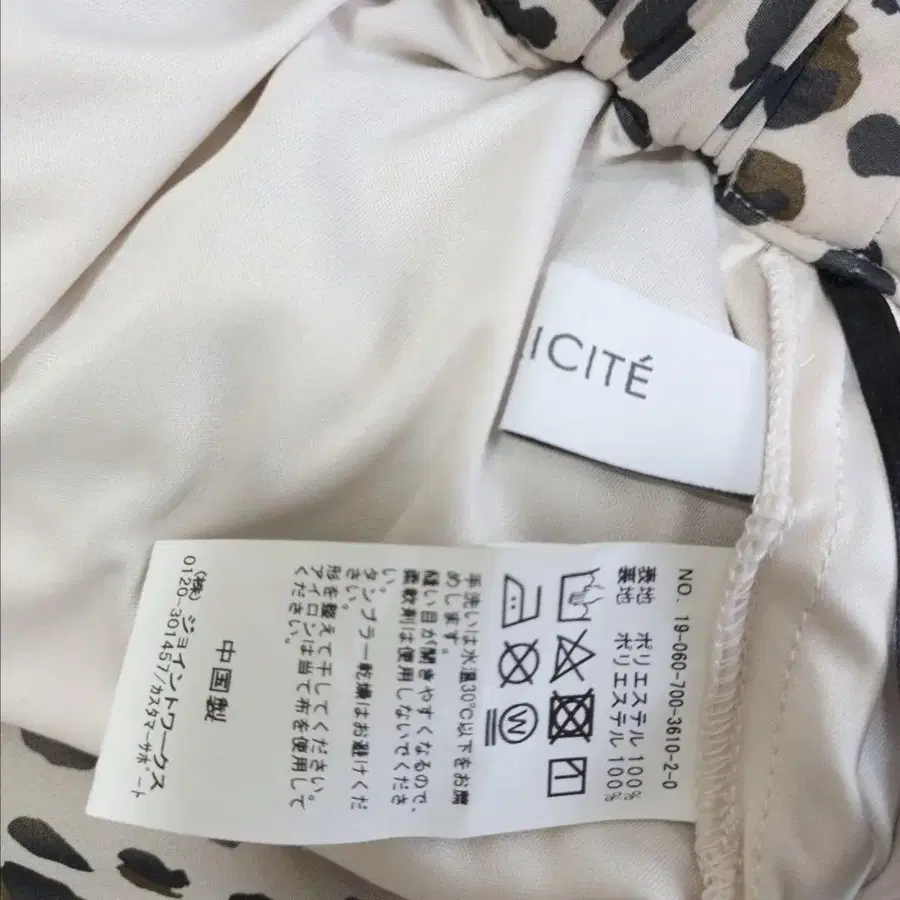 ICITÉ
NO. 19-060-700-3610-2-0
表地 ポリエステル 100%
裏地 ポリエステル 100%
W
手洗いは水温30°C以下をお薦
めします。
縫い目が開きやすくなるので、
柔軟剤は使用しないでくださ
い。
タンブラー乾燥はお避けくだ
さい。
形を整えて干してください。
アイロンは当て布を使用して
ください。
中国製
(株)ジョイントワークス
0120-301457/カスタマーサポート